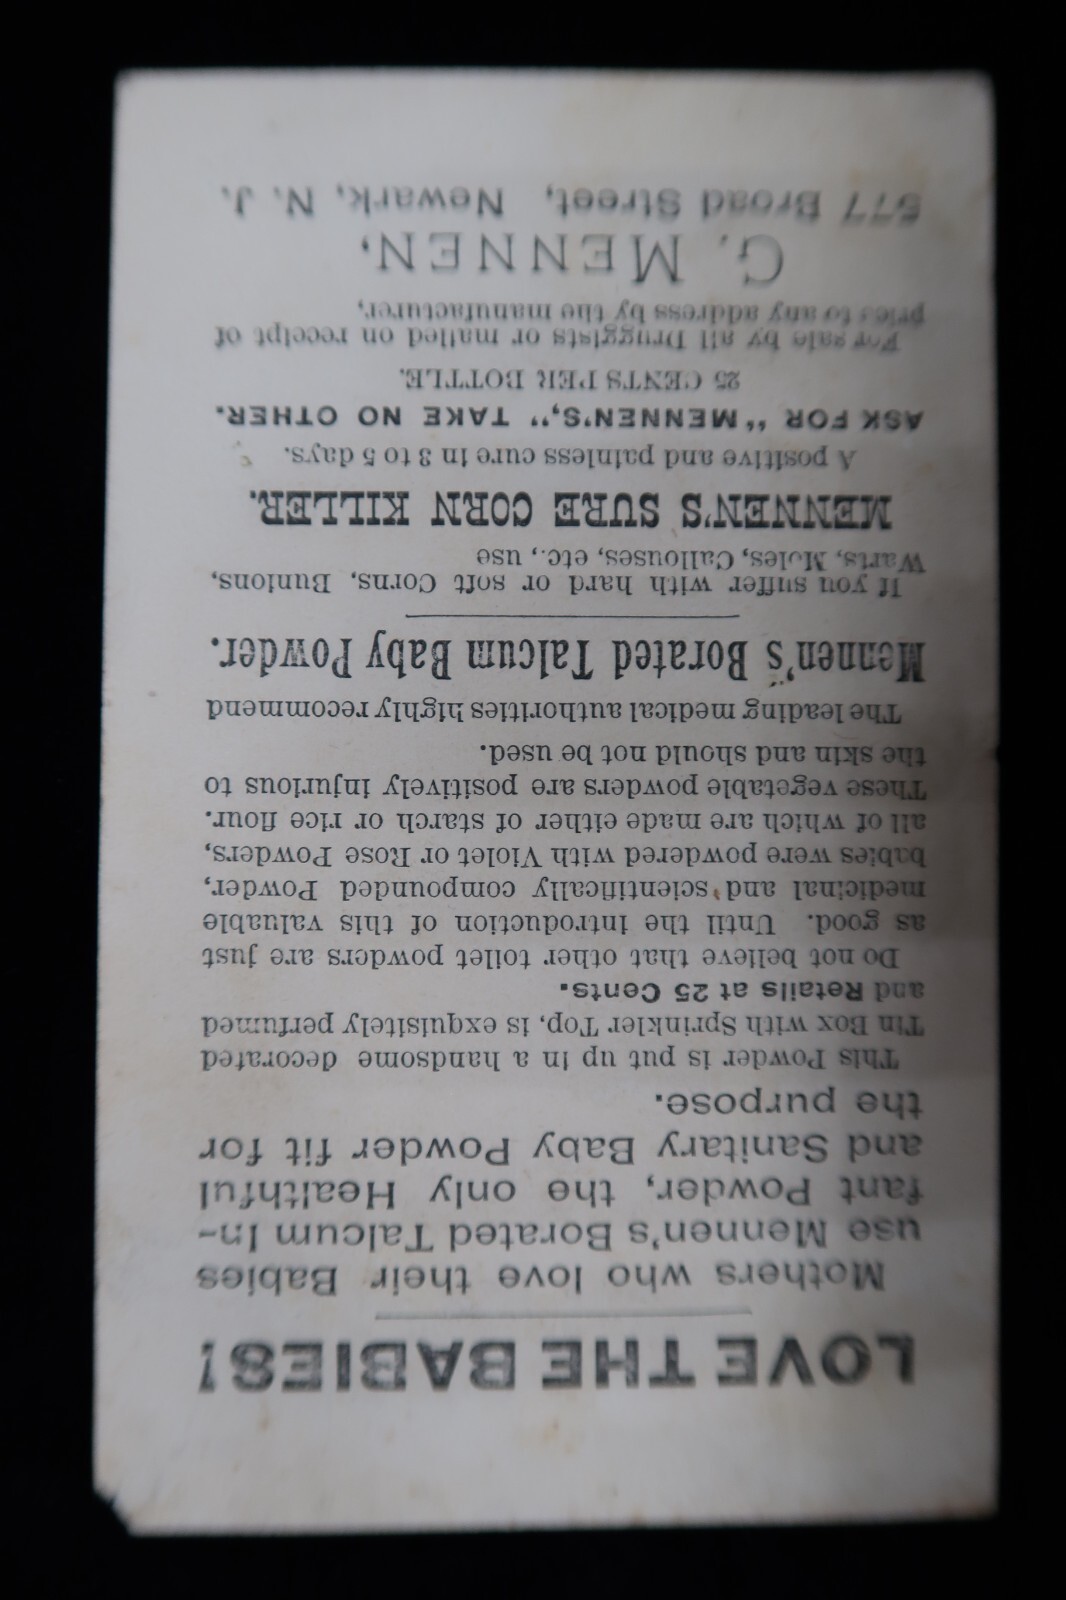 LOVE THE BABIES!
Mothers who love their Babies
use Mennen's Borated Talcum In-
fant Powder, the only Healthful
and Sanitary Baby Powder fit for
the purpose.
This Powder is put up in a handsome decorated
Tin Box with Sprinkler Top, is exquisitely perfumed
and Retails at 25 Cents.
Do not believe that other toilet powders are just
as good. Until the introduction of this valuable
medicinal and scientifically compounded Powder,
babies were powdered with Violet or Rose Powders,
all of which are made either of starch or rice flour.
These vegetable powders are positively injurious to
the skin and should not be used.
The leading medical authorities highly recommend
Mennen's Borated Talcum Baby Powder.
If you suffer with hard or soft Corns, Bunions,
Warts, Moles, Callouses, etc., use
MENNEN'S SURE CORN KILLER.
A positive and painless cure in 3 to 5 days.
ASK FOR "MENNEN'S," TAKE NO OTHER.
25 CENTS PER BOTTLE.
For sale by all Druggists or mailed on receipt of
price to any address by the manufacturer,
G. MENNEN,
577 Broad Street, Newark, N. J.